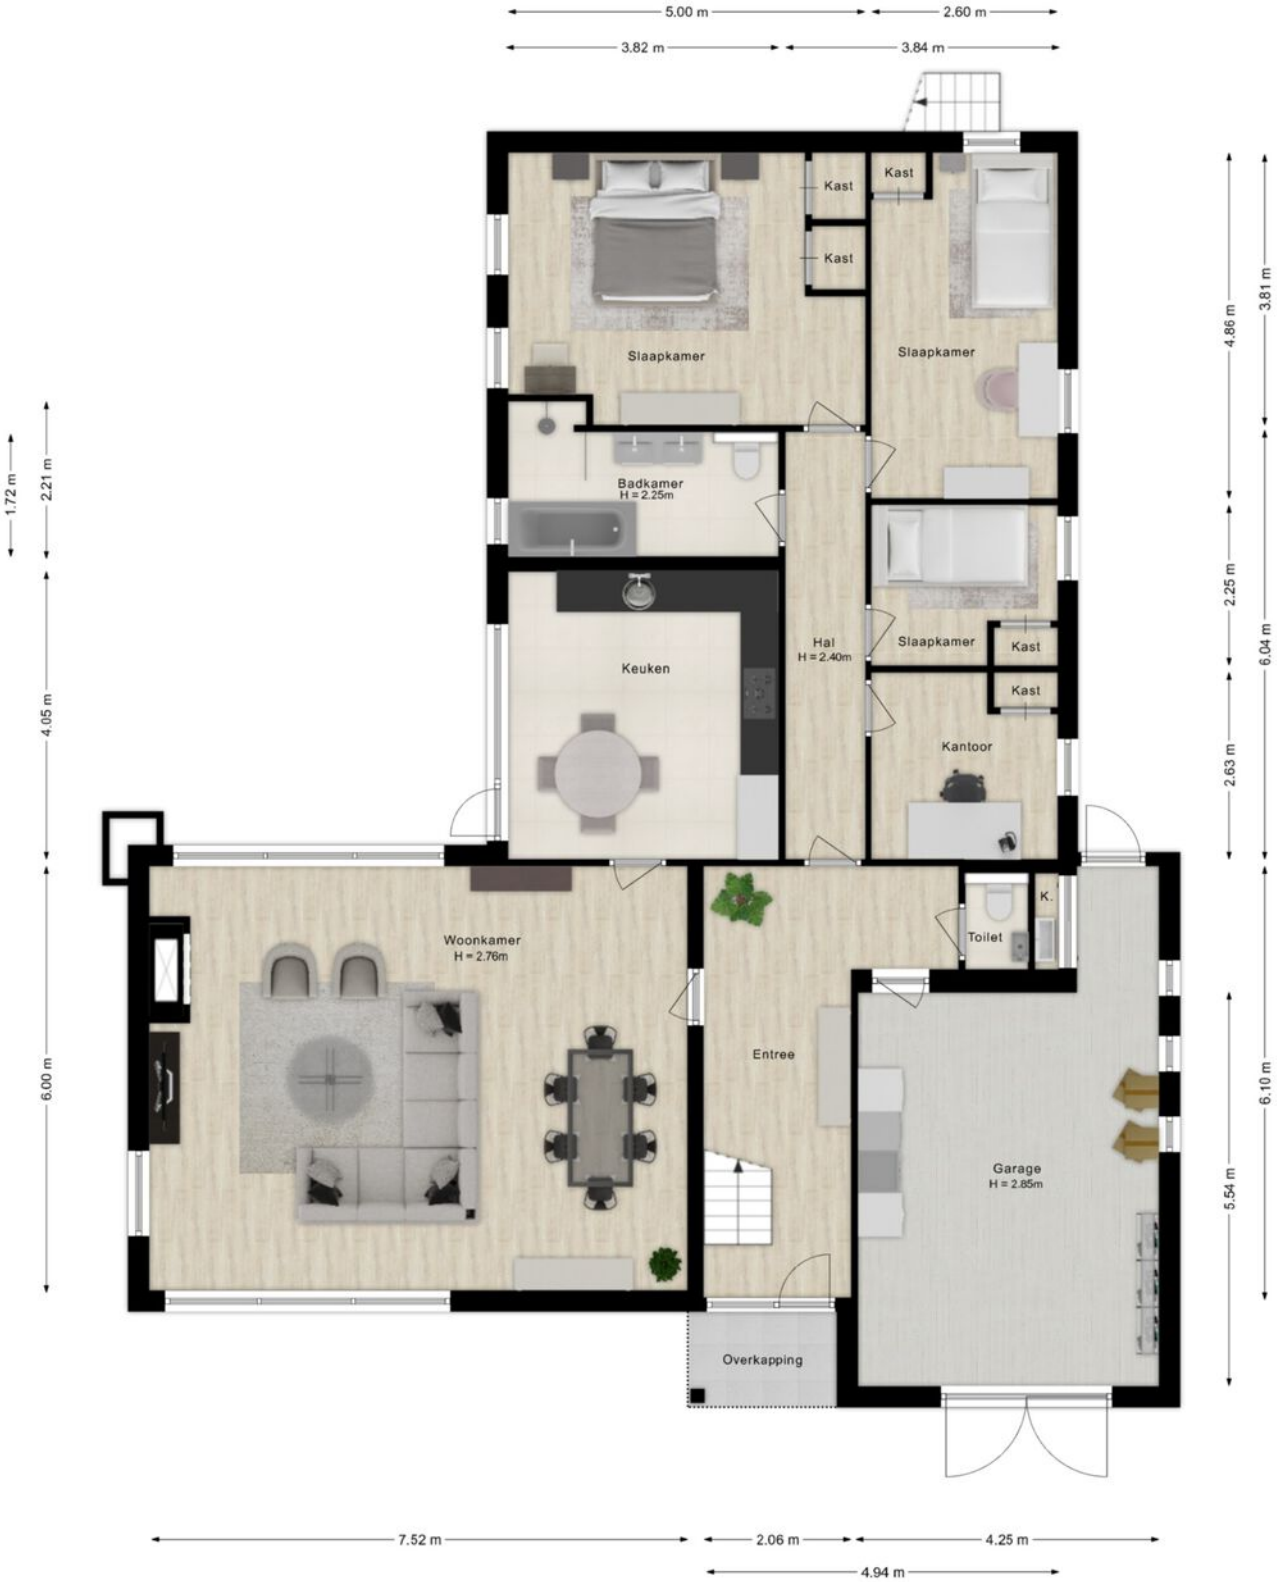 5.00 m
2.60 m
3.82 m
3.84 m
Kast
Kast
Kast
Slaapkamer
Slaapkamer
4.86 m
3.81 m
1.72 m
2.21 m
Badkamer
H = 2.25m
2.25 m
Hal
H = 2.40m
Slaapkamer
Kast
Keuken
6.04 m
4.05 m
Kast
Kantoor
2.63 m
K.
Toilet
Woonkamer
H = 2.76m
Entree
6.00 m
6.10 m
Garage
H = 2.85m
5.54 m
Overkapping
7.52 m
2.06 m
4.25 m
4.94 m